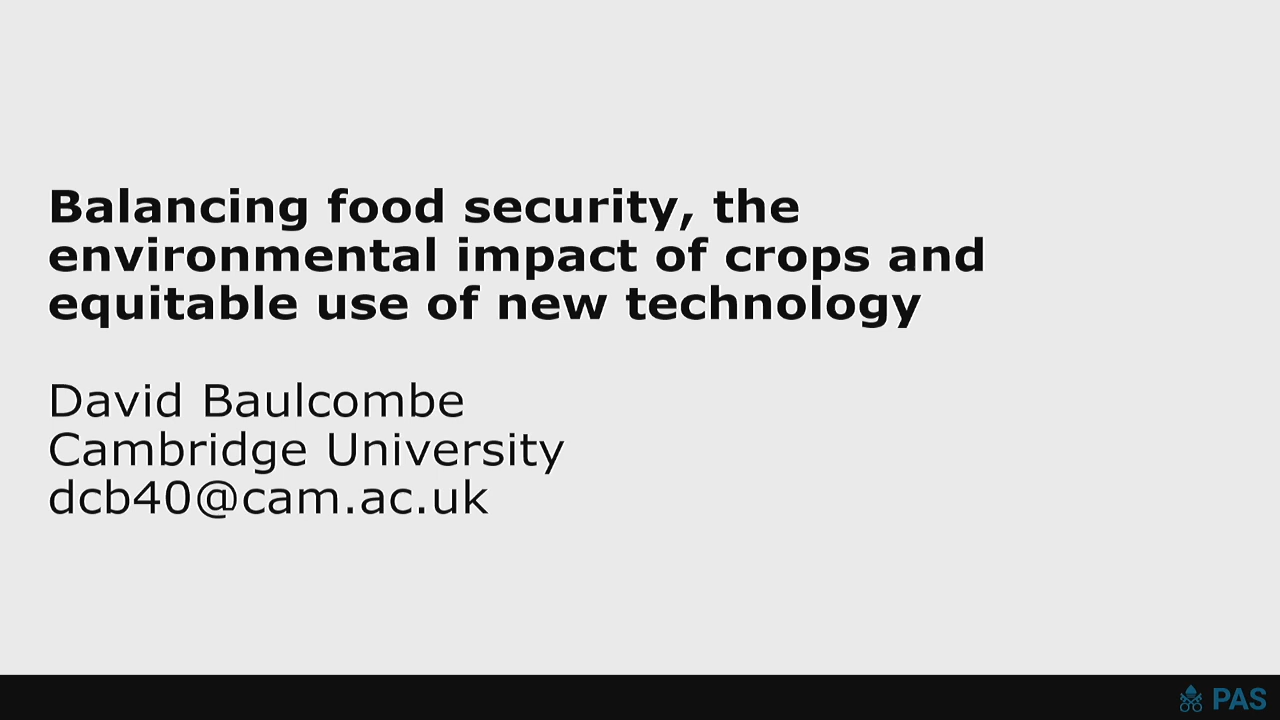 Balancing food security, the
environmental impact of crops and
equitable use of new technology
David Baulcombe
Cambridge University
dcb40@cam.ac.uk
PAS